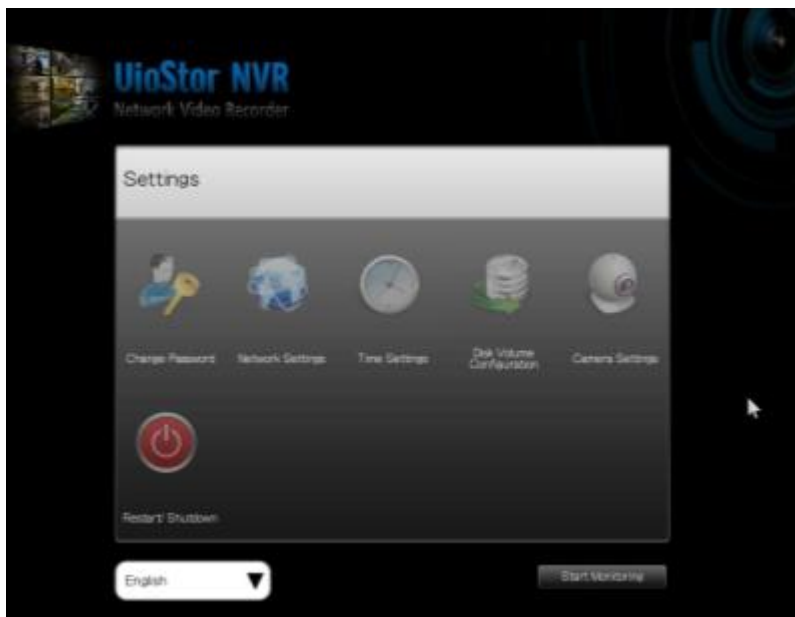 VioStor NVR
Network Video Recorder
Settings
Change Password
Network Settings
Time Settings
Disk Volume
Configuration
Camera Settings
Restart/ Shutdown
English
Start Monitoring